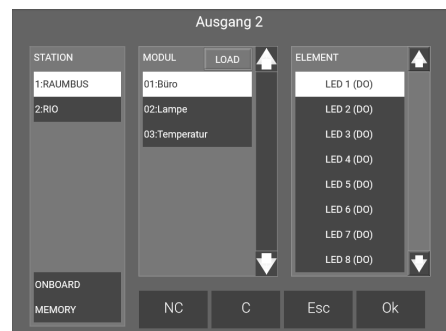 Ausgang 2
STATION
1:RAUMBUS
2:RIO
ONBOARD
MEMORY
MODUL
LOAD
01:Büro
02:Lampe
03:Temperatur
ELEMENT
LED 1 (DO)
LED 2 (DO)
LED 3 (DO)
LED 4 (DO)
LED 5 (DO)
LED 6 (DO)
LED 7 (DO)
LED 8 (DO)
NC
C
Esc
Ok